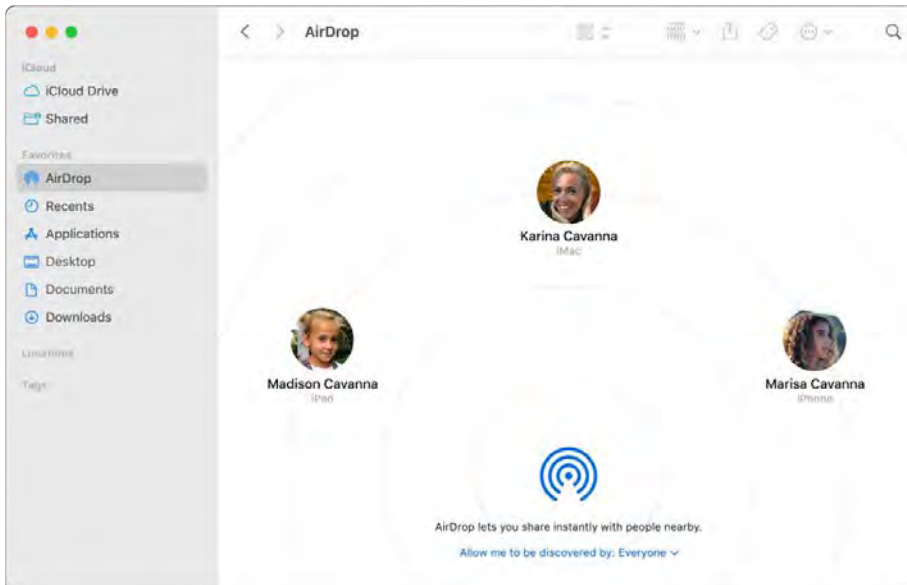 AirDrop
iCloud
iCloud Drive
Shared
Favorites
AirDrop
Recents
Applications
Desktop
Documents
Downloads
Locations
Tags
Karina Cavanna
iMac
Madison Cavanna
iPad
Marisa Cavanna
iPhone
AirDrop lets you share instantly with people nearby.
Allow me to be discovered by: Everyone